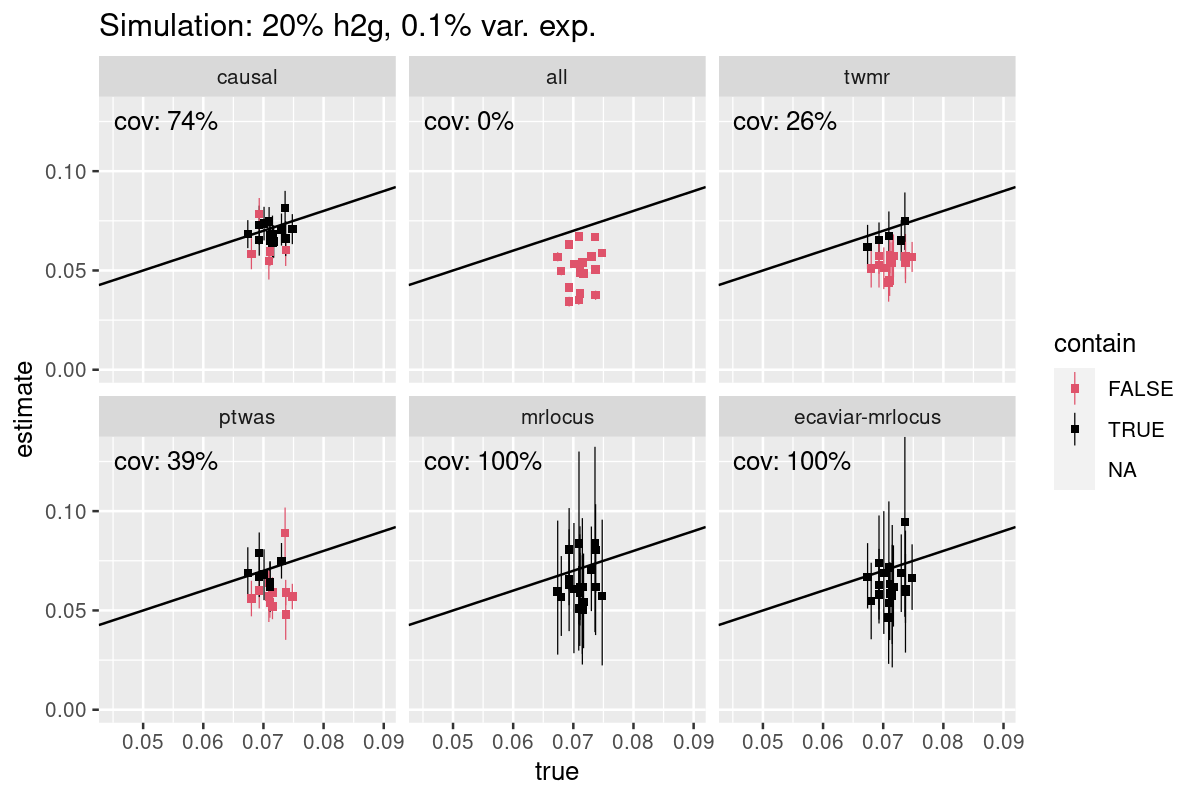 Simulation: 20% h2g, 0.1% var. exp.
causal
all
twmr
cov: 74%
cov: 0%
cov: 26%
0.10
0.05
0.00
ptwas
mrlocus
ecaviar-mrlocus
cov: 39%
cov: 100%
cov: 100%
0.10
0.05
0.00
0.05 0.06 0.07 0.08 0.09
0.05 0.06 0.07 0.08 0.09
0.05 0.06 0.07 0.08 0.09
true
estimate
contain
FALSE
TRUE
NA